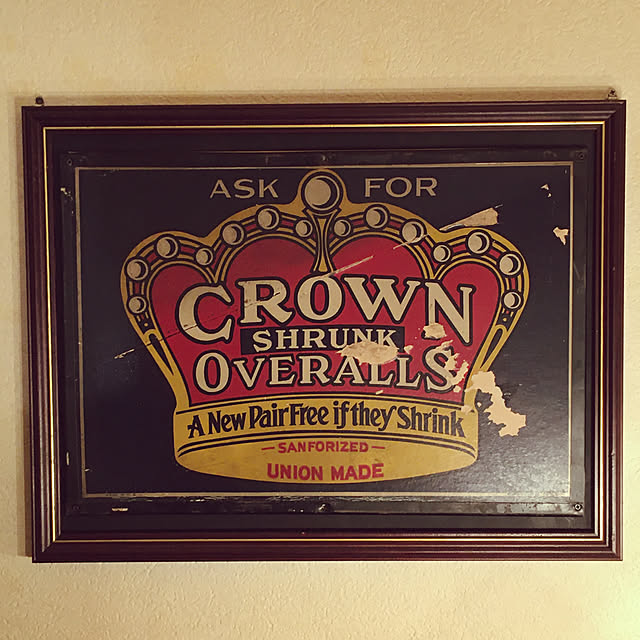 ASK FOR
CROWN
SHRUNK
OVERALLS
A New Pair Free if they Shrink
-SANFORIZED-
UNION MADE